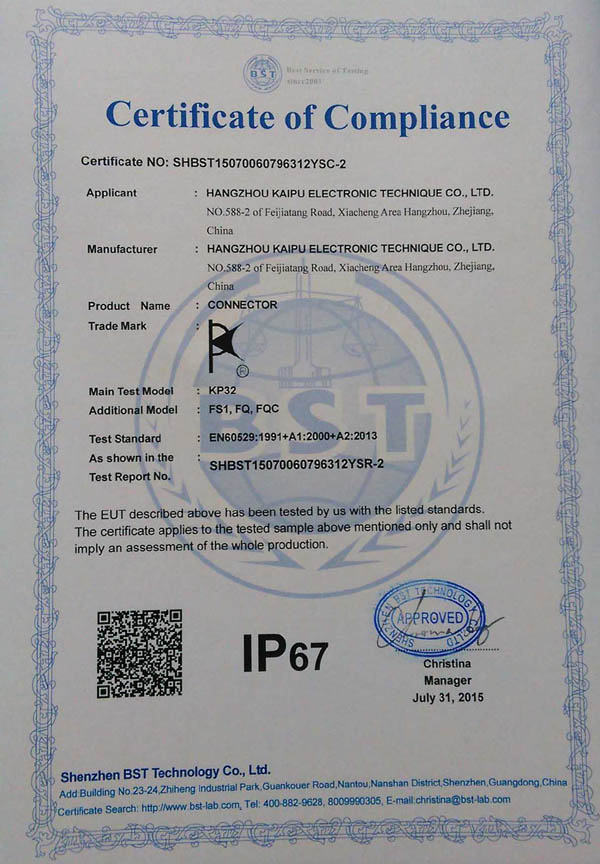 BST
Best Service of Testing
since2003
Certificate of Compliance
Certificate NO: SHBST15070060796312YSC-2
Applicant : HANGZHOU KAIPU ELECTRONIC TECHNIQUE CO., LTD.
NO.588-2 of Feijiatang Road, Xiacheng Area Hangzhou, Zhejiang,
China
Manufacturer : HANGZHOU KAIPU ELECTRONIC TECHNIQUE CO., LTD.
NO.588-2 of Feijiatang Road, Xiacheng Area Hangzhou, Zhejiang,
China
Product Name : CONNECTOR
Trade Mark :
®
Main Test Model : KP32
Additional Model : FS1, FQ, FQC
BST
Test Standard : EN60529:1991+A1:2000+A2:2013
As shown in the
Test Report No. : SHBST15070060796312YSR-2
The EUT described above has been tested by us with the listed standards.
The certificate applies to the tested sample above mentioned only and shall not
imply an assessment of the whole production.
IP67
SHENZHEN BST TECHNOLOGY CO., LTD
APPROVED
Christina
Manager
July 31, 2015
Shenzhen BST Technology Co., Ltd.
Add:Building No.23-24,Zhiheng Industrial Park,Guankouer Road,Nantou,Nanshan District,Shenzhen,Guangdong,China
Certificate Search: http://www.bst-lab.com, Tel: 400-882-9628, 8009990305, E-mail:christina@bst-lab.com